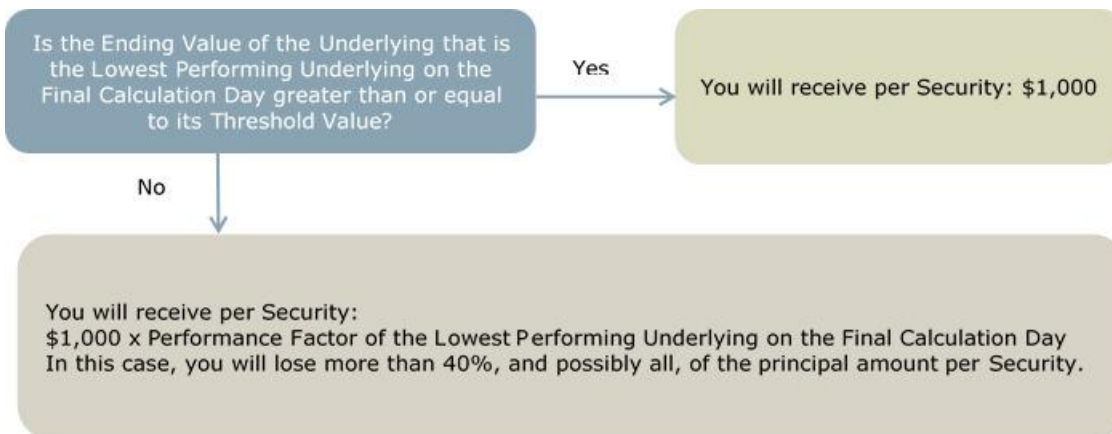 Is the Ending Value of the Underlying that is
the Lowest Performing Underlying on the
Final Calculation Day greater than or equal
to its Threshold Value?
Yes
You will receive per Security: $1,000
No
You will receive per Security:
$1,000 x Performance Factor of the Lowest Performing Underlying on the Final Calculation Day
In this case, you will lose more than 40%, and possibly all, of the principal amount per Security.